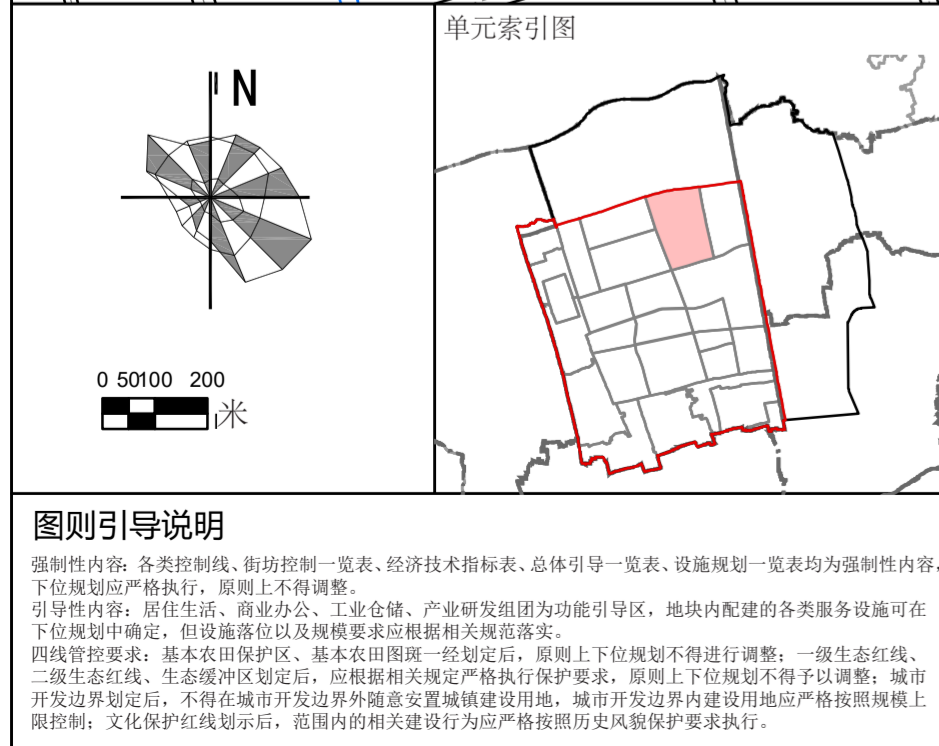 单元索引图
N
0 50100 200
米
图则引导说明
强制性内容：各类控制线、街坊控制一览表、经济技术指标表、总体引导一览表、设施规划一览表均为强制性内容，
下位规划应严格执行，原则上不得调整。
引导性内容：居住生活、商业办公、工业仓储、产业研发组团为功能引导区，地块内配建的各类服务设施可在
下位规划中确定，但设施落位以及规模要求应根据相关规范落实。
四线管控要求：基本农田保护区、基本农田图斑一经划定后，原则上下位规划不得进行调整；一级生态红线、
二级生态红线、生态缓冲区划定后，应根据相关规定严格执行保护要求，原则上下位规划不得予以调整；城市
开发边界划定后，不得在城市开发边界外随意安置城镇建设用地，城市开发边界内建设用地应严格按照规模上
限控制；文化保护红线划示后，范围内的相关建设行为应严格按照历史风貌保护要求执行。